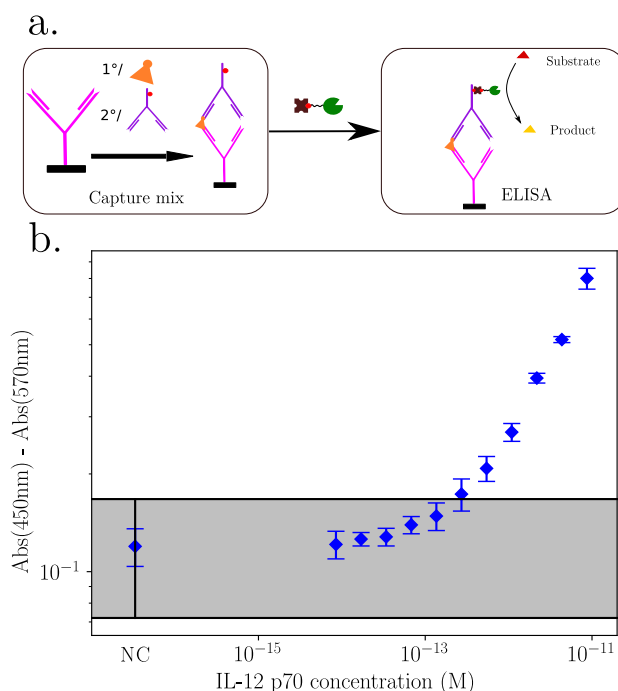 a.
1°/
2°/
Capture mix
Substrate
Product
ELISA
b.
Abs(450nm) - Abs(570nm)
10⁻¹
NC
10⁻¹⁵
10⁻¹³
10⁻¹¹
IL-12 p70 concentration (M)